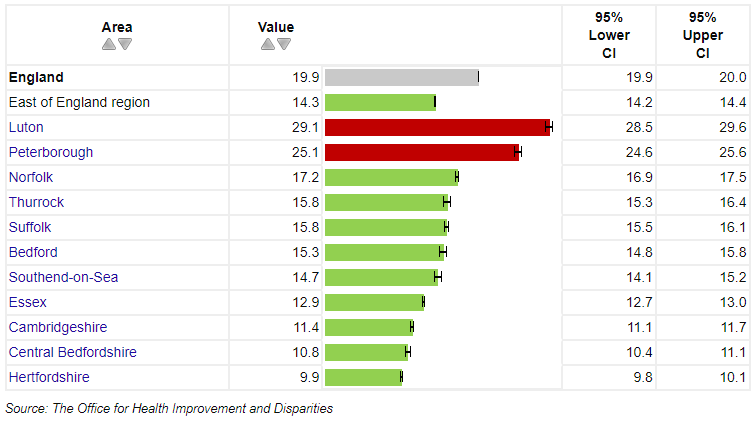 Area Value 95% Lower CI 95% Upper CI
England 19.9 19.9 20.0
East of England region 14.3 14.2 14.4
Luton 29.1 28.5 29.6
Peterborough 25.1 24.6 25.6
Norfolk 17.2 16.9 17.5
Thurrock 15.8 15.3 16.4
Suffolk 15.8 15.5 16.1
Bedford 15.3 14.8 15.8
Southend-on-Sea 14.7 14.1 15.2
Essex 12.9 12.7 13.0
Cambridgeshire 11.4 11.1 11.7
Central Bedfordshire 10.8 10.4 11.1
Hertfordshire 9.9 9.8 10.1
Source: The Office for Health Improvement and Disparities